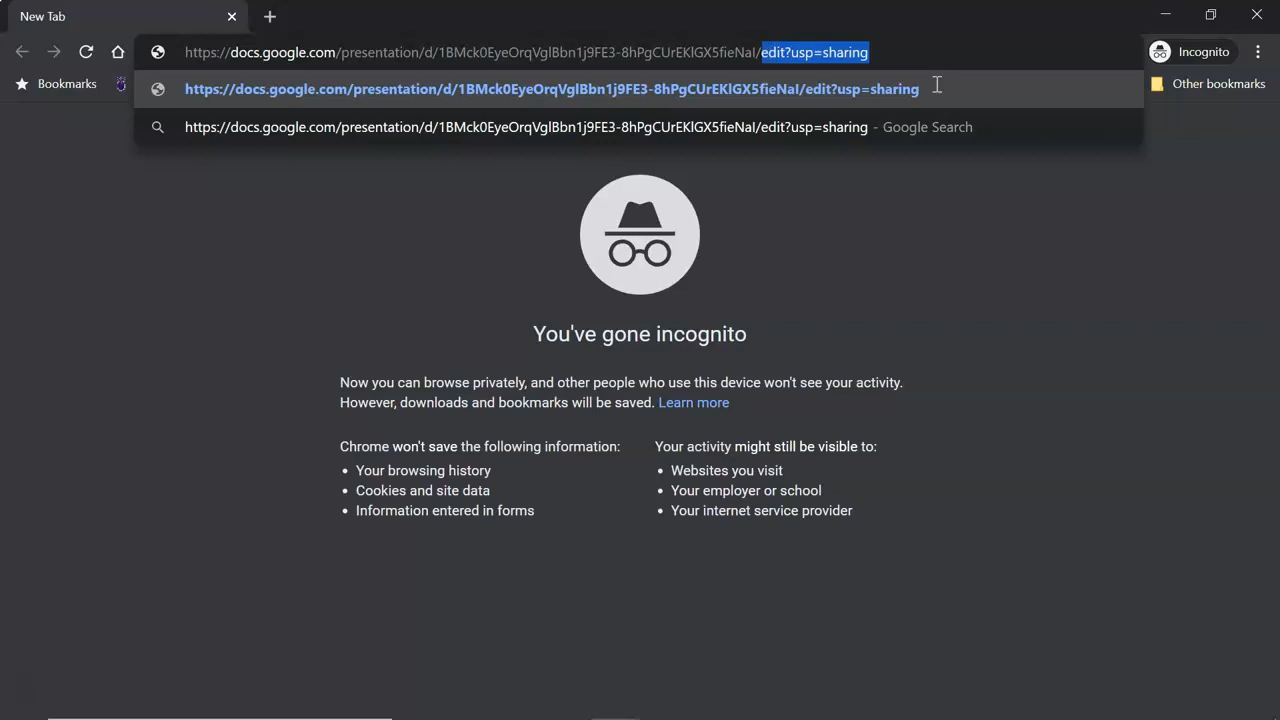 New Tab
https://docs.google.com/presentation/d/1BMck0EyeOrqVglBbn1j9FE3-8hPgCUrEKlGX5fieNaI/edit?usp=sharing
Incognito
Bookmarks
https://docs.google.com/presentation/d/1BMck0EyeOrqVglBbn1j9FE3-8hPgCUrEKlGX5fieNaI/edit?usp=sharing
Other bookmarks
https://docs.google.com/presentation/d/1BMck0EyeOrqVglBbn1j9FE3-8hPgCUrEKlGX5fieNaI/edit?usp=sharing - Google Search
You've gone incognito
Now you can browse privately, and other people who use this device won't see your activity.
However, downloads and bookmarks will be saved. Learn more
Chrome won't save the following information:
• Your browsing history
• Cookies and site data
• Information entered in forms
Your activity might still be visible to:
• Websites you visit
• Your employer or school
• Your internet service provider